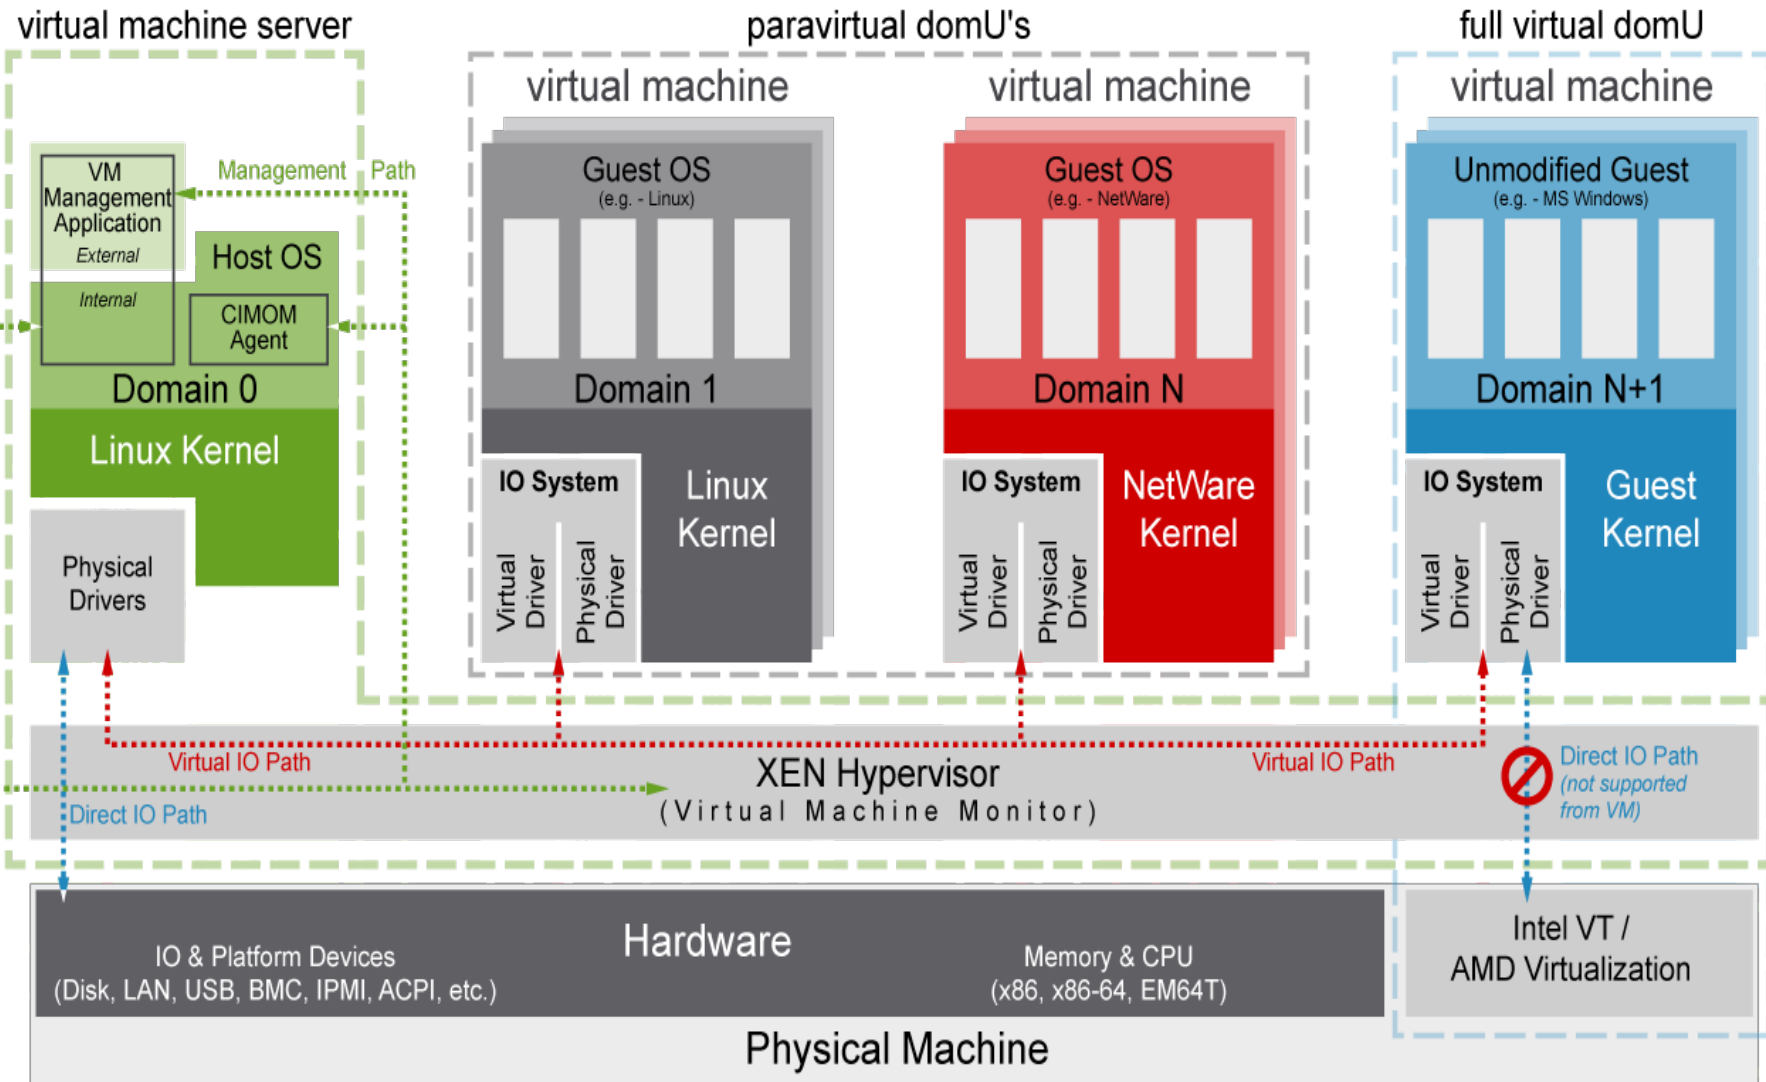 virtual machine server
paravirtual domU's
full virtual domU
virtual machine
virtual machine
virtual machine
VM
Management
Application
External
Internal
Management Path
Host OS
CIMOM
Agent
Domain 0
Linux Kernel
Physical
Drivers
Guest OS
(e.g. - Linux)
Domain 1
IO System
Virtual
Driver
Physical
Driver
Linux
Kernel
Guest OS
(e.g. - NetWare)
Domain N
IO System
Virtual
Driver
Physical
Driver
NetWare
Kernel
Unmodified Guest
(e.g. - MS Windows)
Domain N+1
IO System
Virtual
Driver
Physical
Driver
Guest
Kernel
Virtual IO Path
Direct IO Path
XEN Hypervisor
(Virtual Machine Monitor)
Virtual IO Path
Direct IO Path
(not supported
from VM)
Hardware
IO & Platform Devices
(Disk, LAN, USB, BMC, IPMI, ACPI, etc.)
Memory & CPU
(x86, x86-64, EM64T)
Intel VT /
AMD Virtualization
Physical Machine